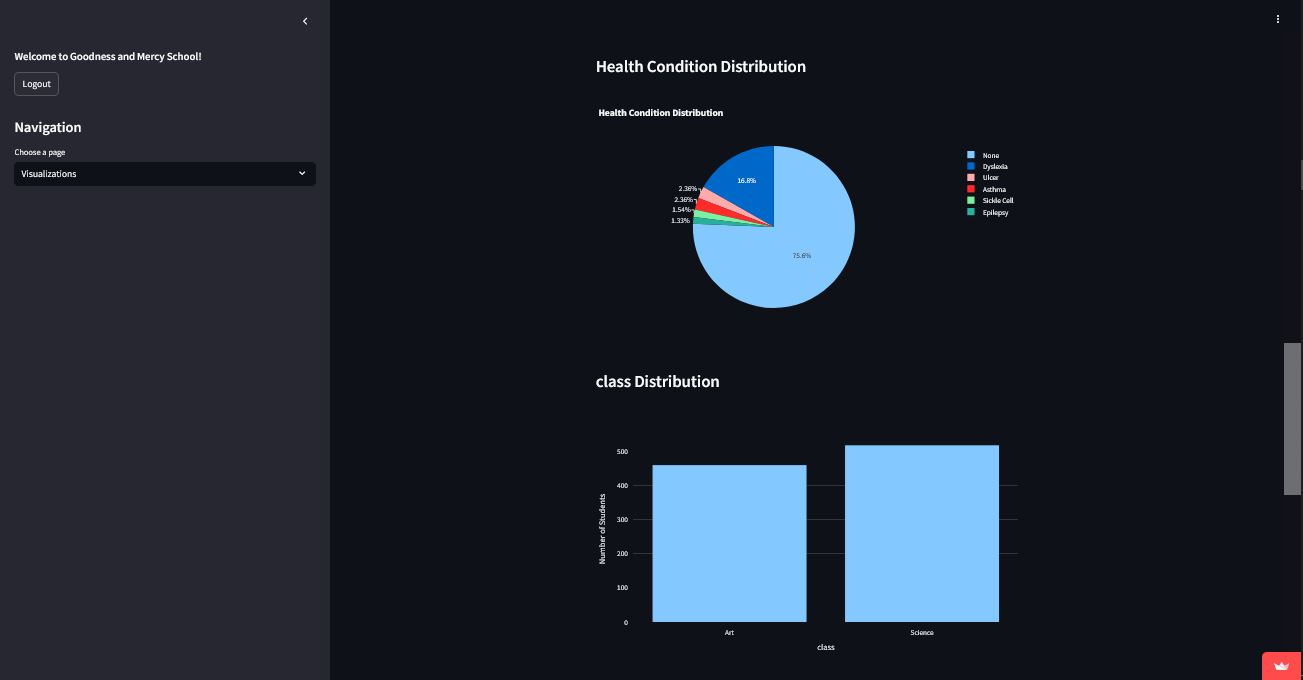 Welcome to Goodness and Mercy School!
Logout
Navigation
Choose a page
Visualizations
Health Condition Distribution
Health Condition Distribution
16.8%
2.36%
2.36%
1.54%
1.33%
75.6%
None
Dyslexia
Ulcer
Asthma
Sickle Cell
Epilepsy
class Distribution
Number of Students
500
400
300
200
100
0
Art
Science
class